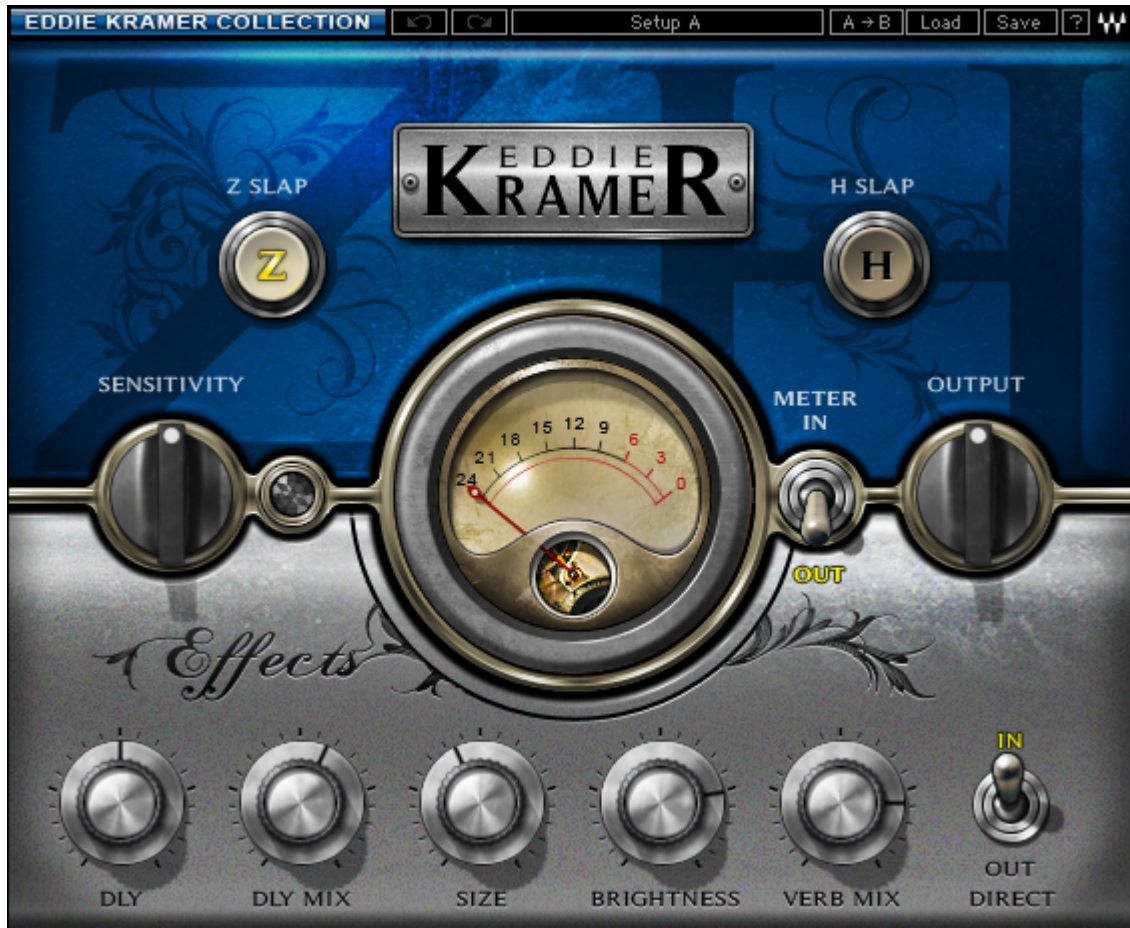 EDDIE KRAMER COLLECTION
Setup A
A→B
Load
Save
?
EDDIE
KRAMER
Z SLAP
H SLAP
Z
H
SENSITIVITY
METER
IN
OUTPUT
24 21 18 15 12 9 6 3 0
OUT
Effects
IN
OUT
DLY
DLY MIX
SIZE
BRIGHTNESS
VERB MIX
DIRECT